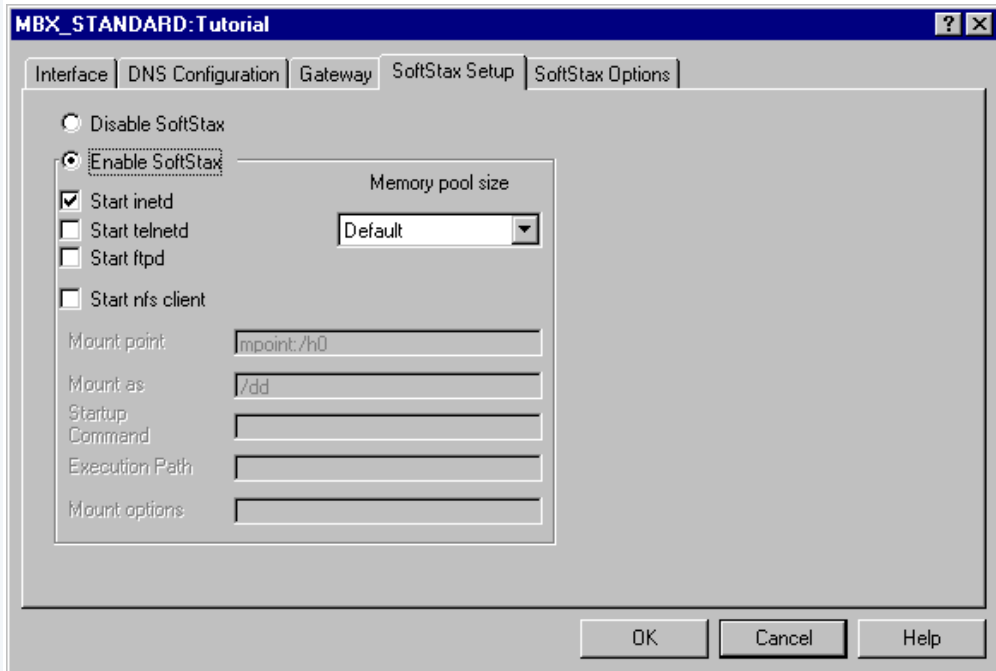 MBX_STANDARD:Tutorial
Interface
DNS Configuration
Gateway
SoftStax Setup
SoftStax Options
Disable SoftStax
Enable SoftStax
Memory pool size
Start inetd
Start telnetd
Default
Start ftpd
Start nfs client
Mount point
mpoint:/h0
Mount as
/dd
Startup
Command
Execution Path
Mount options
OK
Cancel
Help